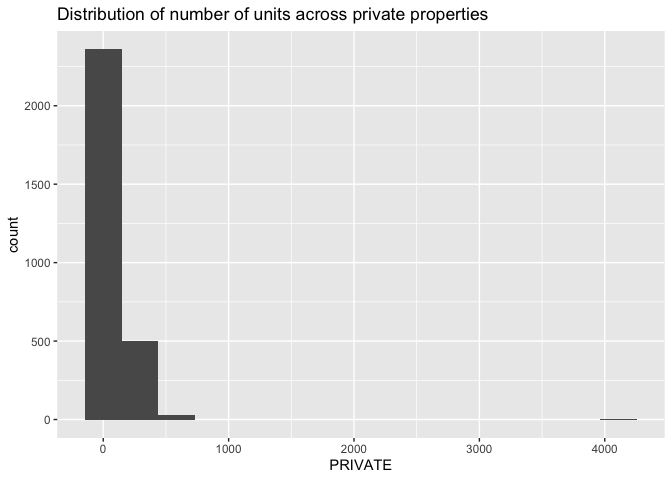 Distribution of number of units across private properties
count
2000
1500
1000
500
0
0 1000 2000 3000 4000
PRIVATE